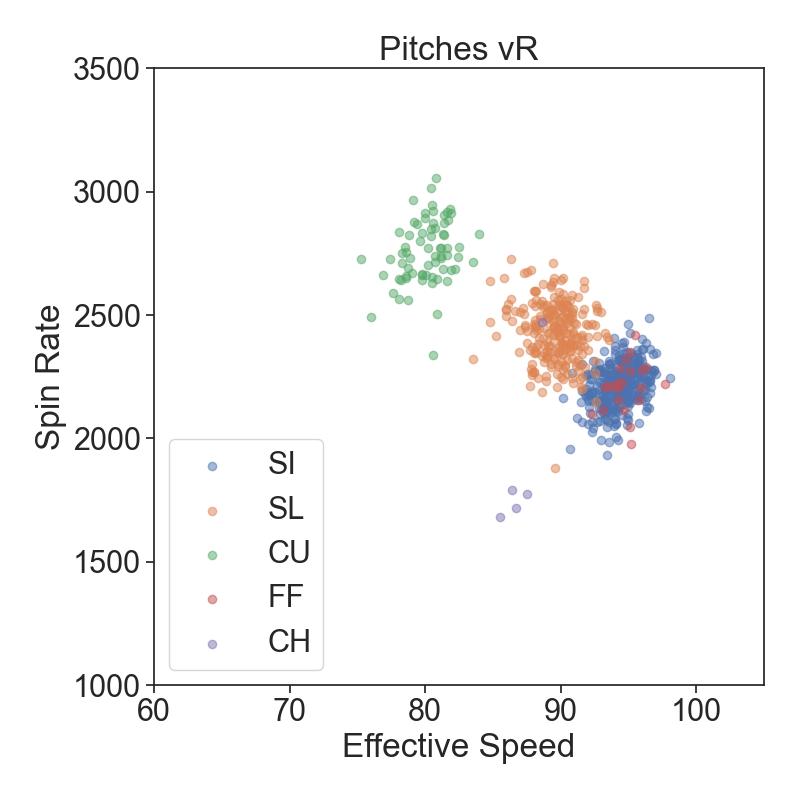 Pitches vR
3500
3000
2500
2000
1500
1000
Spin Rate
SI
SL
CU
FF
CH
60 70 80 90 100
Effective Speed